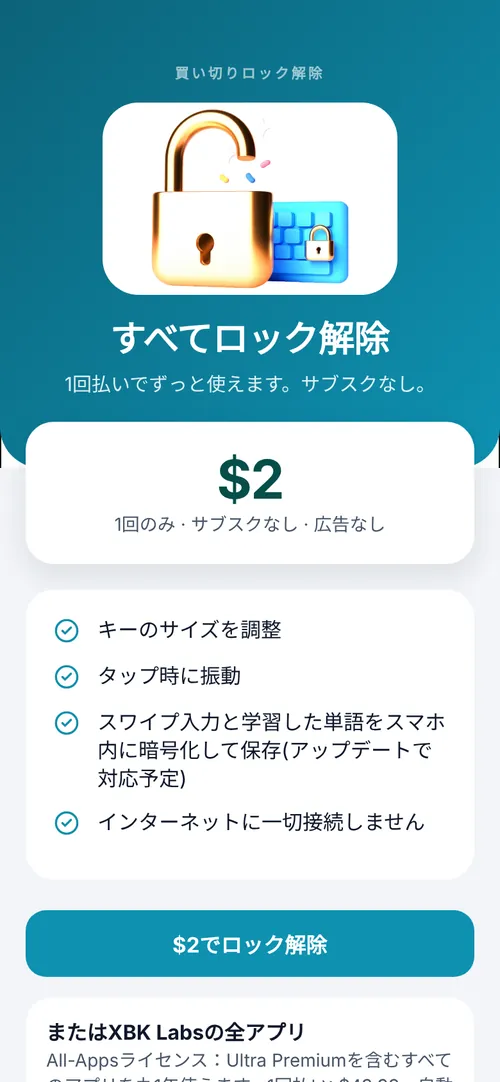 買い切りロック解除
すべてロック解除
1回払いでずっと使えます。サブスクなし。
$2
1回のみ · サブスクなし · 広告なし
キーのサイズを調整
タップ時に振動
スワイプ入力と学習した単語をスマホ
内に暗号化して保存(アップデートで
対応予定)
インターネットに一切接続しません
$2でロック解除
またはXBK Labsの全アプリ
All-Appsライセンス：Ultra Premiumを含むすべて